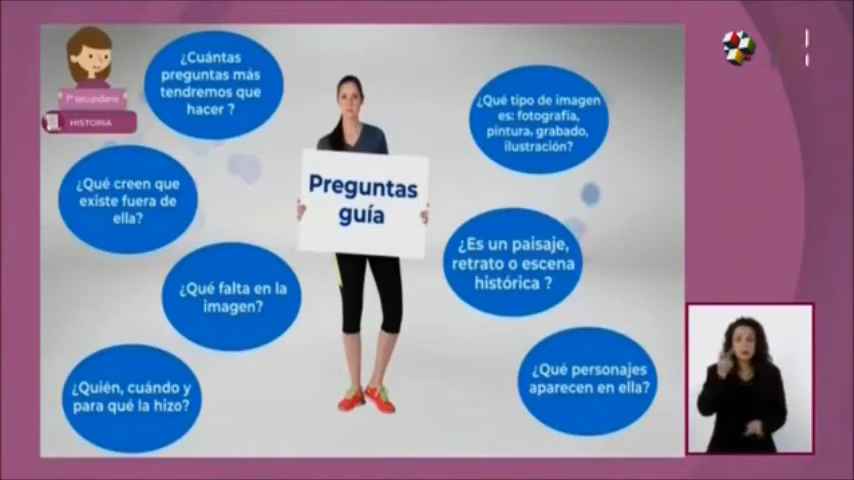 1° secundaria
HISTORIA
¿Cuántas
preguntas más
tendremos que
hacer ?
¿Qué creen que
existe fuera de
ella?
¿Qué falta en la
imagen?
¿Quién, cuándo y
para qué la hizo?
Preguntas
guía
¿Qué tipo de imagen
es: fotografía,
pintura, grabado,
ilustración?
¿Es un paisaje,
retrato o escena
histórica ?
¿Qué personajes
aparecen en ella?